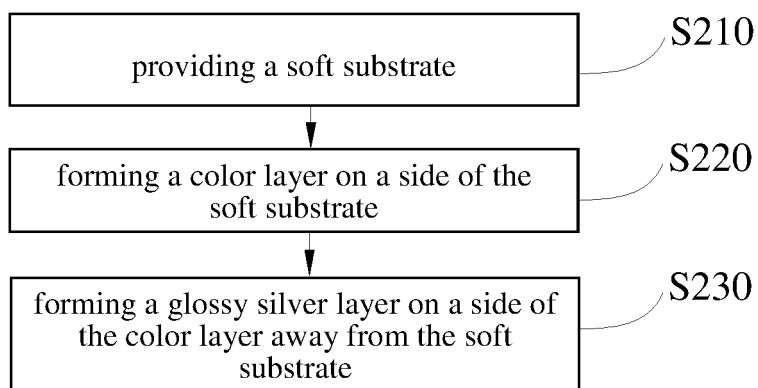 providing a soft substrate
S210
forming a color layer on a side of the
soft substrate
S220
forming a glossy silver layer on a side of
the color layer away from the soft
substrate
S230